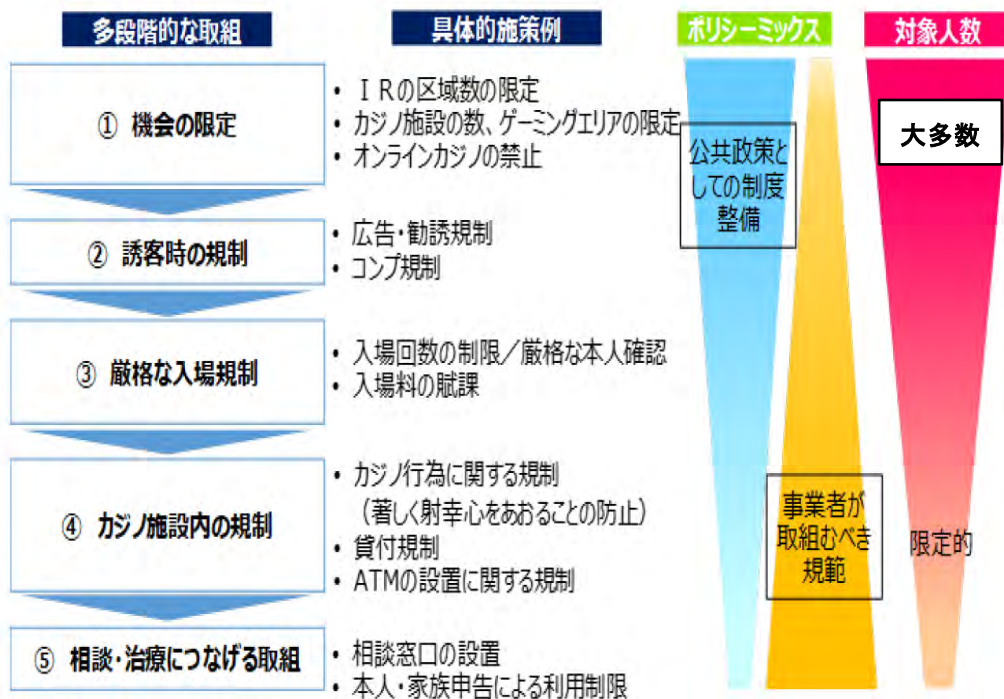 多段階的な取組
具体的施策例
ポリシーミックス
対象人数
① 機会の限定
・ ＩＲの区域数の限定
・ カジノ施設の数、ゲーミングエリアの限定
・ オンラインカジノの禁止
② 誘客時の規制
・ 広告・勧誘規制
・ コンプ規制
③ 厳格な入場規制
・ 入場回数の制限／厳格な本人確認
・ 入場料の賦課
④ カジノ施設内の規制
・ カジノ行為に関する規制
（著しく射幸心をあおることの防止）
・ 貸付規制
・ ATMの設置に関する規制
⑤ 相談・治療につなげる取組
・ 相談窓口の設置
・ 本人・家族申告による利用制限
公共政策と
しての制度
整備
事業者が
取組むべき
規範
大多数
限定的